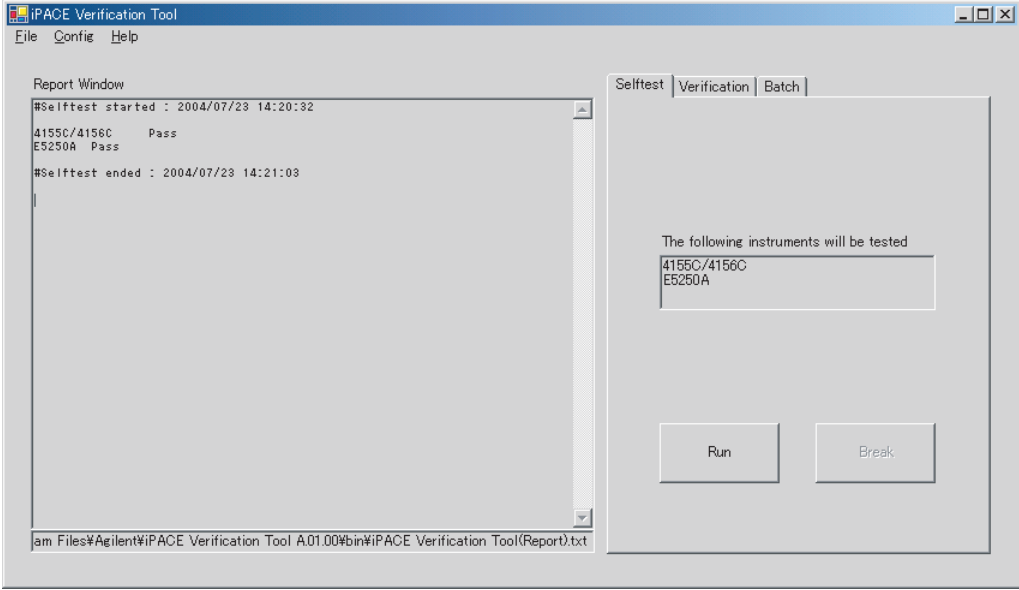 iPACE Verification Tool
File Config Help
Report Window
#Selftest started : 2004/07/23 14:20:32
4155C/4156C Pass
E5250A Pass
#Selftest ended : 2004/07/23 14:21:03
am Files¥Agilent¥iPACE Verification Tool A.01.00¥bin¥iPACE Verification Tool(Report).txt
Selftest Verification Batch
The following instruments will be tested
4155C/4156C
E5250A
Run Break